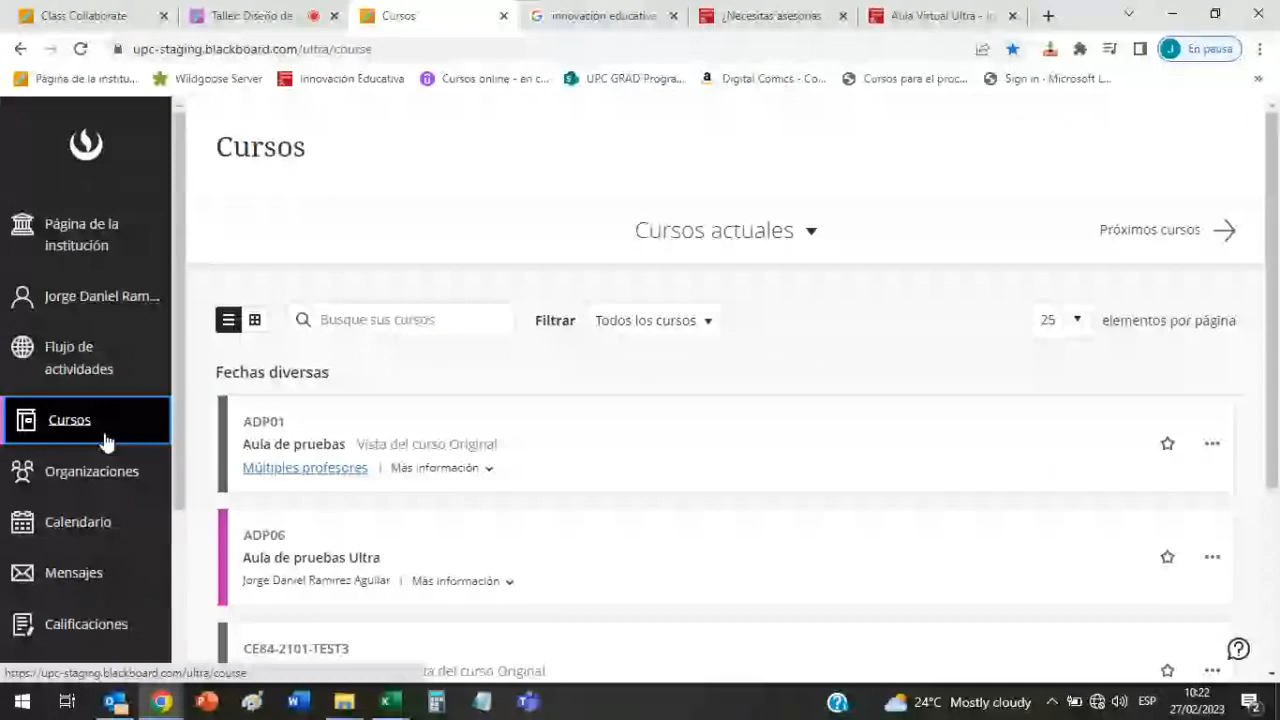 Class Collaborate
Taller: Diseño de
Cursos
innovación educativa
¿Necesitas asesoría
Aula Virtual Ultra - In
upc-staging.blackboard.com/ultra/course
En pausa
Página de la institu...
Wildgoose Server
Innovación Educativa
Cursos online - en c...
UPC GRAD Progra...
Digital Comics - Co...
Cursos para el proc...
Sign in - Microsoft L...
Página de la
institución
Jorge Daniel Ram...
Flujo de
actividades
Cursos
Organizaciones
Calendario
Mensajes
Calificaciones
Cursos
Cursos actuales
Próximos cursos
Busque sus cursos
Filtrar
Todos los cursos
25
elementos por página
Fechas diversas
ADP01
Aula de pruebas Vista del curso Original
Múltiples profesores | Más información
ADP06
Aula de pruebas Ultra
Jorge Daniel Ramirez Aguilar | Más información
CE84-2101-TEST3
ta del curso Original
https://upc-staging.blackboard.com/ultra/course
24°C Mostly cloudy
ESP
10:22
27/02/2023
2